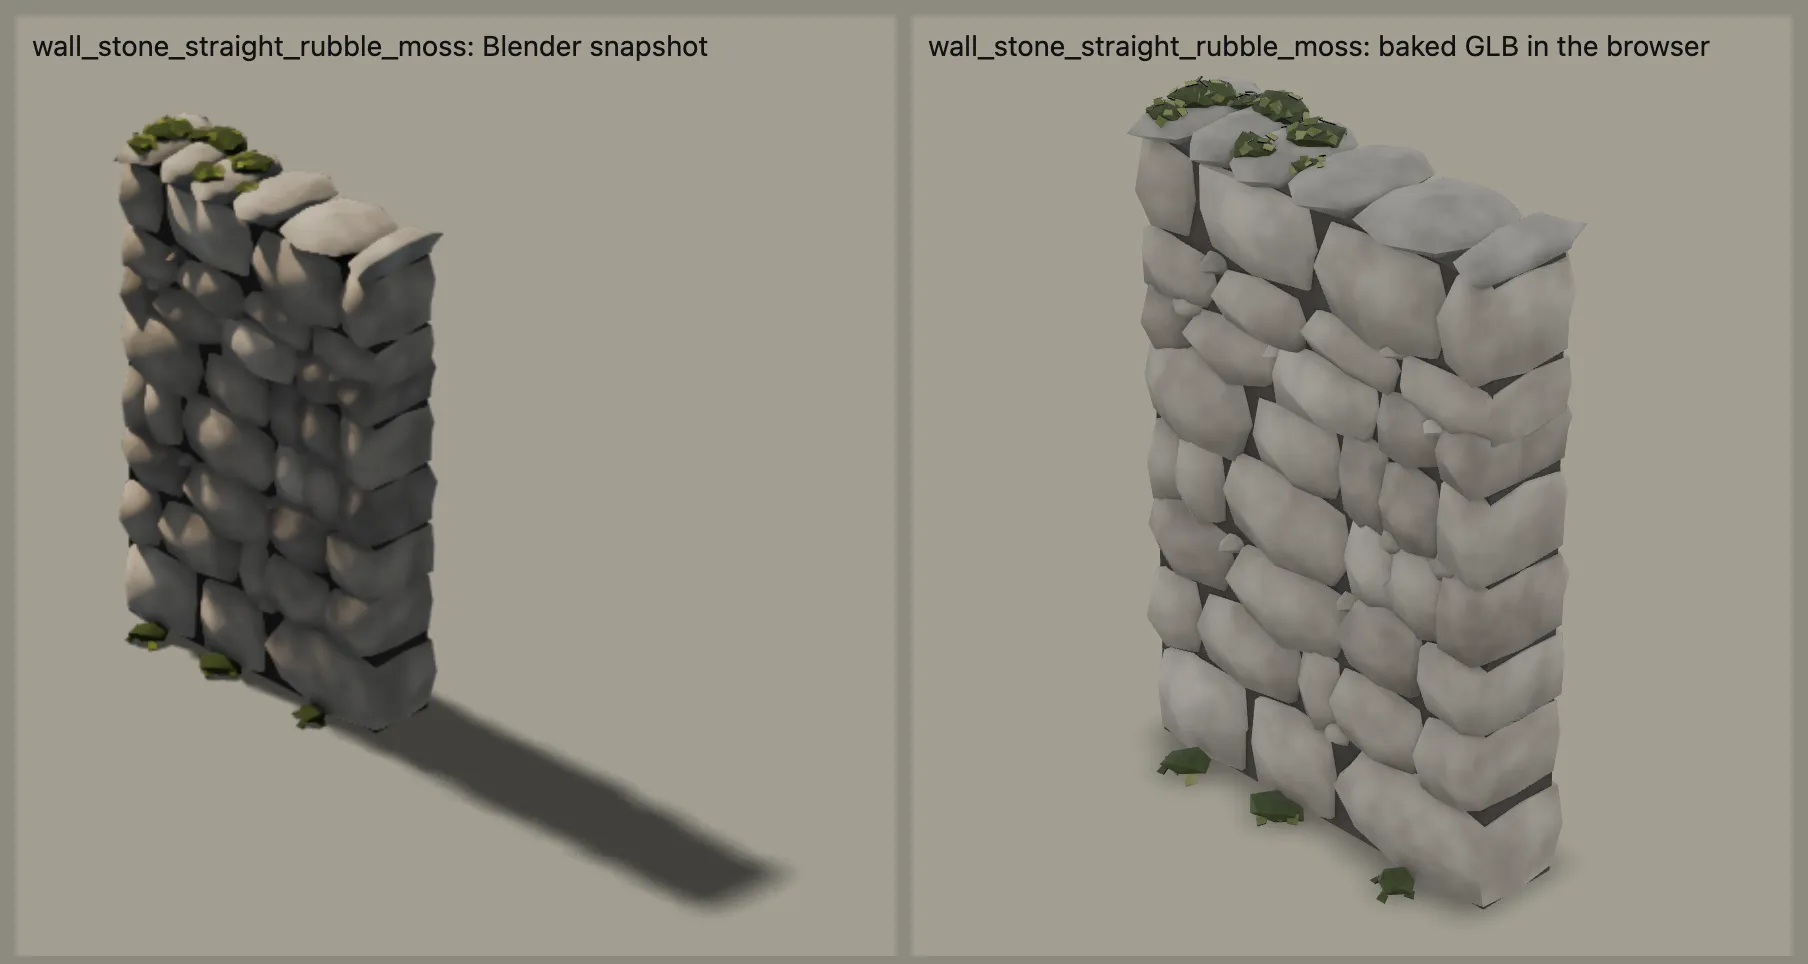 wall_stone_straight_rubble_moss: Blender snapshot
wall_stone_straight_rubble_moss: baked GLB in the browser